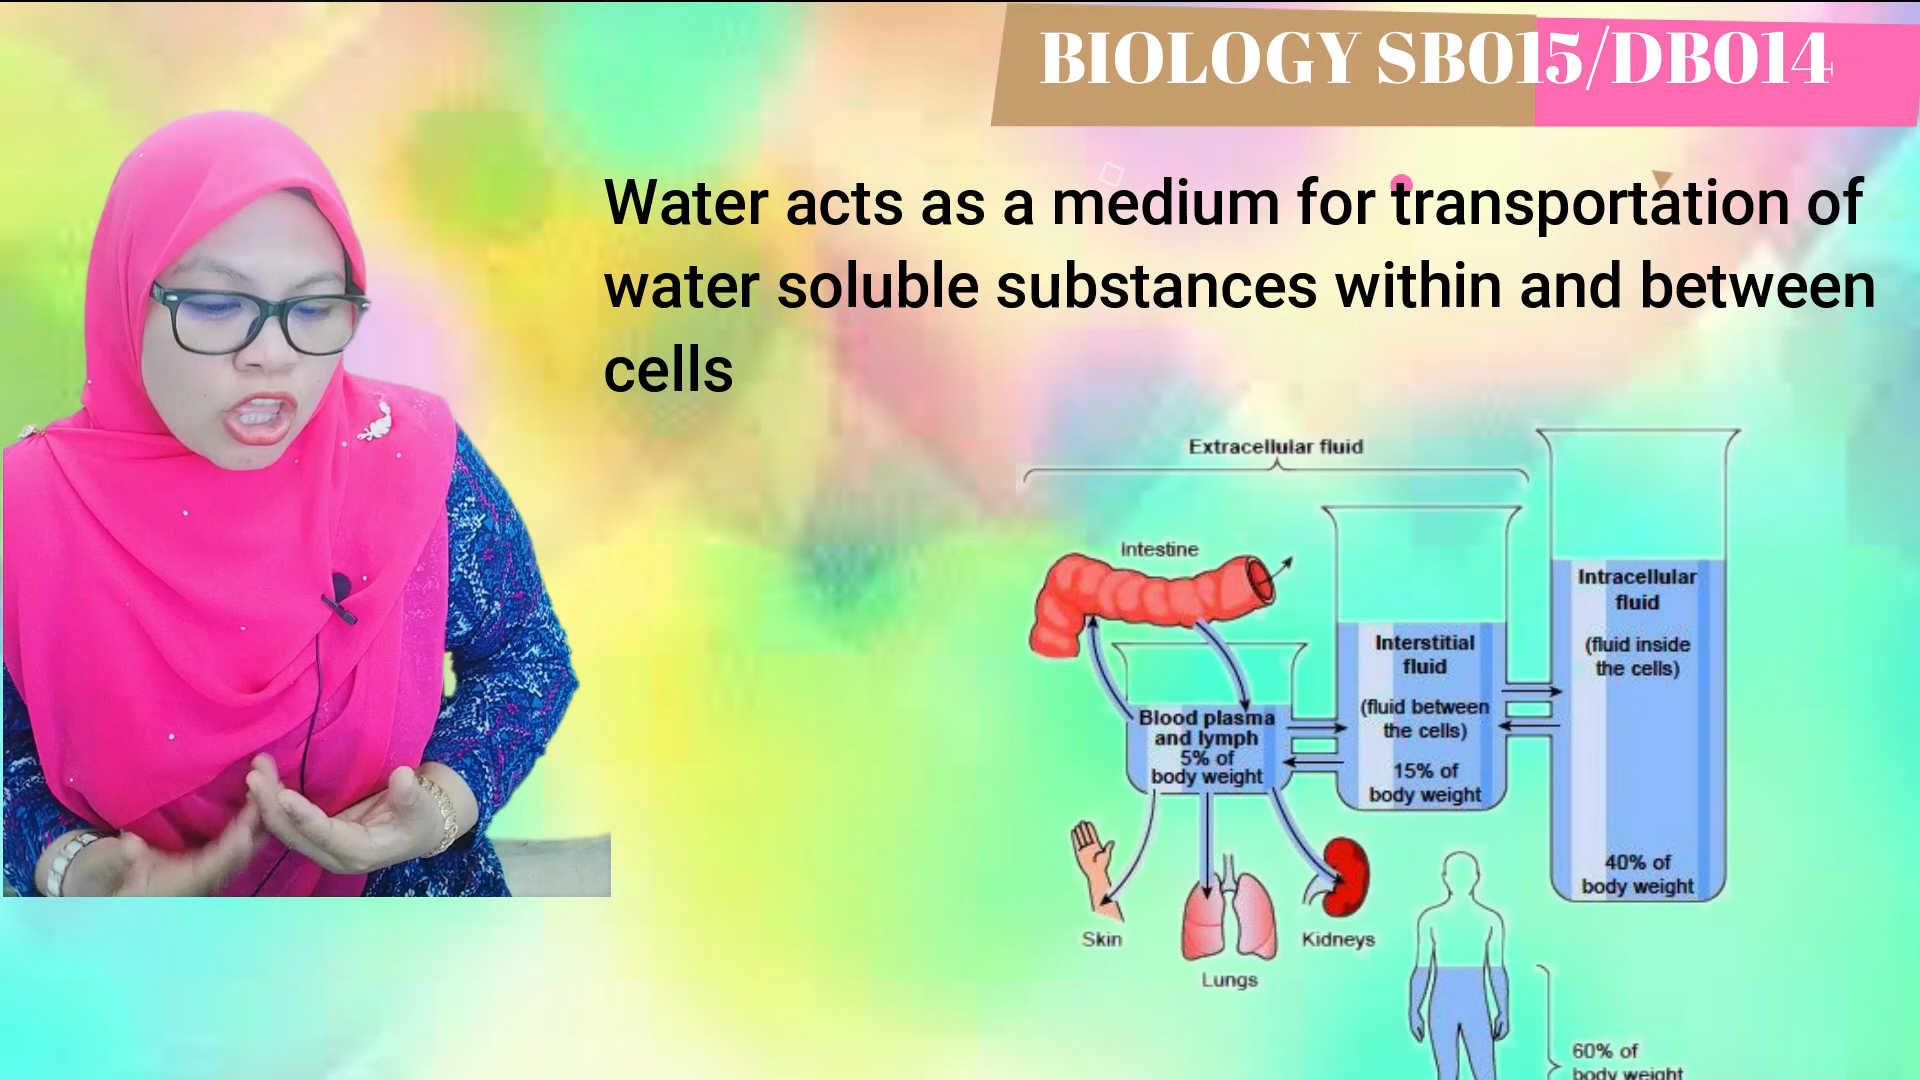 BIOLOGY SB015/DB014
Water acts as a medium for transportation of
water soluble substances within and between
cells
Extracellular fluid
Intestine
Blood plasma
and lymph
5% of
body weight
Interstitial
fluid
(fluid between
the cells)
15% of
body weight
Intracellular
fluid
(fluid inside
the cells)
40% of
body weight
Skin
Lungs
Kidneys
60% of
body weight